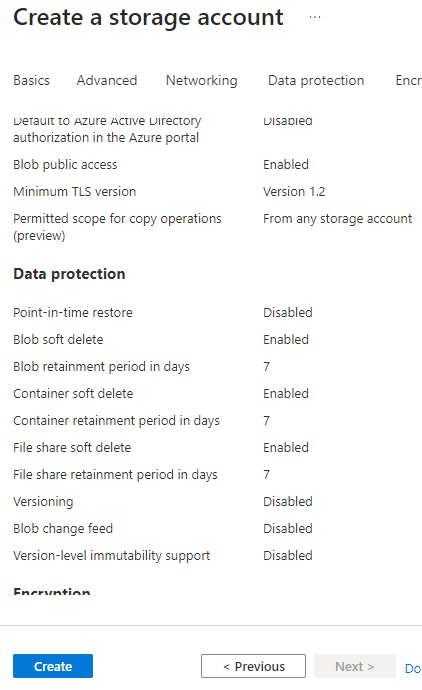 Create a storage account ...
Basics Advanced Networking Data protection Encr
Default to Azure Active Directory Disabled
authorization in the Azure portal
Blob public access Enabled
Minimum TLS version Version 1.2
Permitted scope for copy operations From any storage account
(preview)
Data protection
Point-in-time restore Disabled
Blob soft delete Enabled
Blob retainment period in days 7
Container soft delete Enabled
Container retainment period in days 7
File share soft delete Enabled
File share retainment period in days 7
Versioning Disabled
Blob change feed Disabled
Version-level immutability support Disabled
Encryption
Create < Previous Next > Do